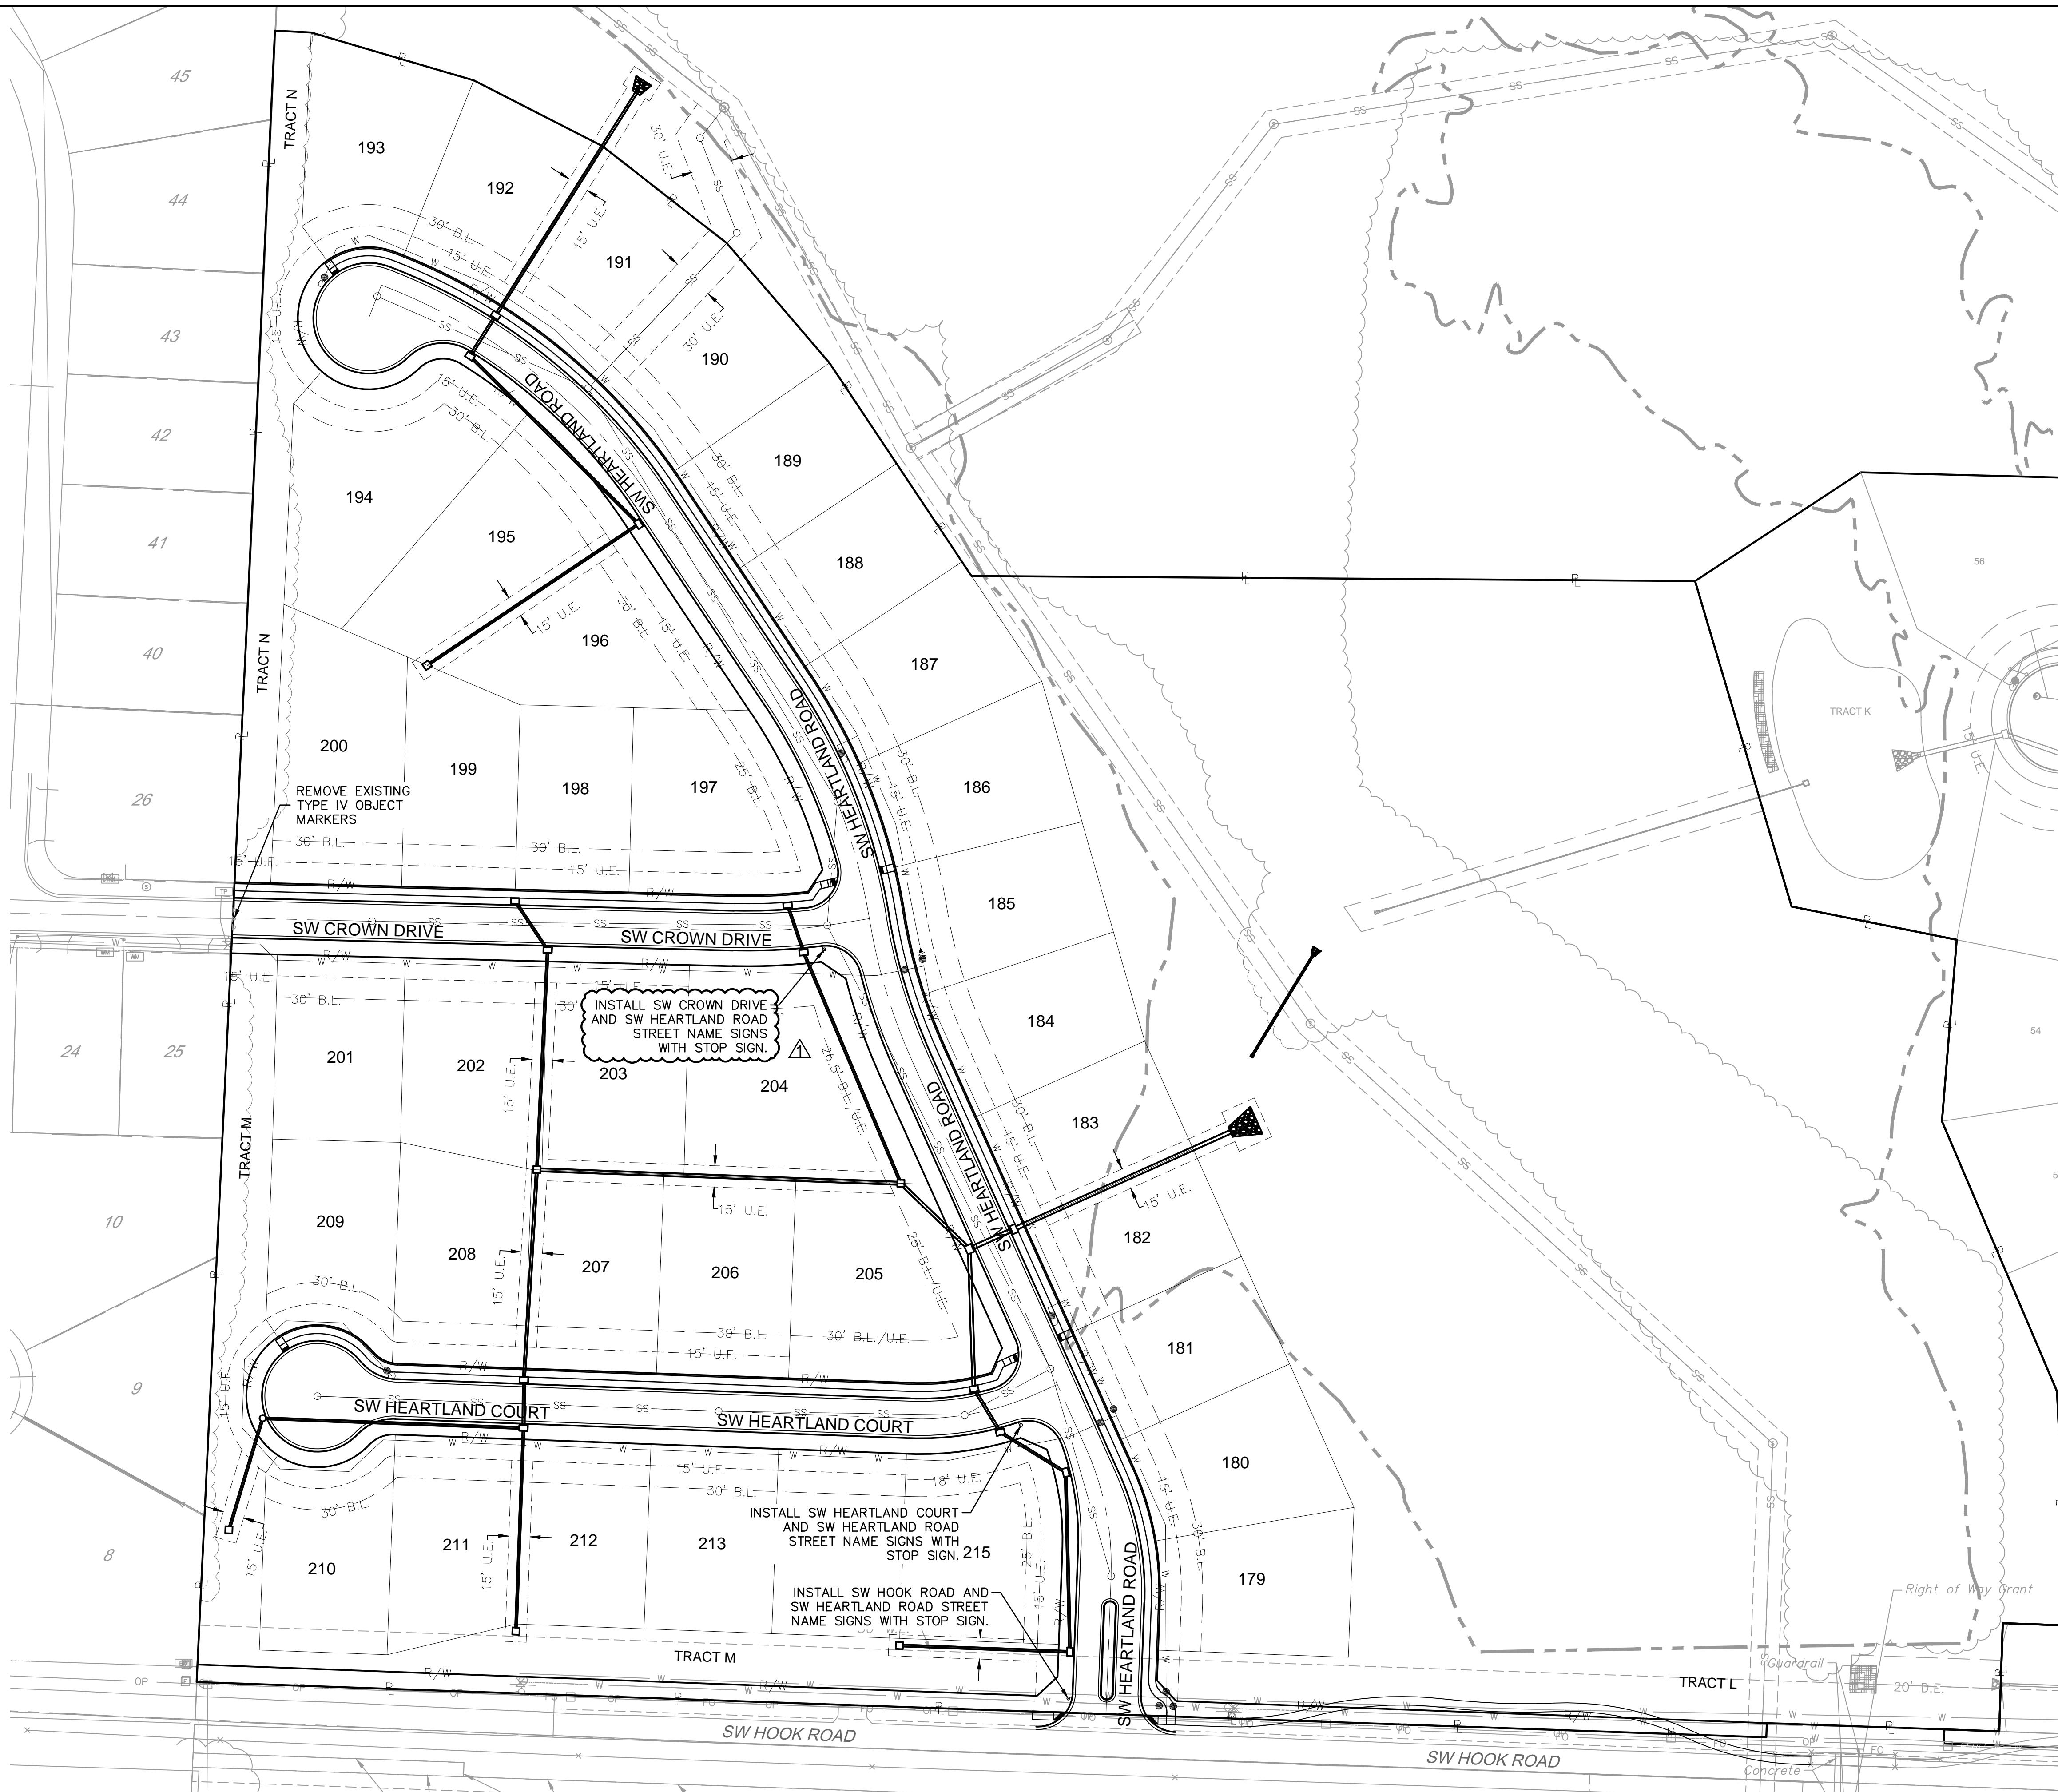 45
44
43
42
41
40
26
24
25
10
9
8
TRACT N
TRACT N
193
192
191
190
189
188
187
186
185
184
183
182
181
180
179
194
195
196
197
198
199
200
201
202
203
204
205
206
207
208
209
210
211
212
213
215
30' B.L.
15' U.E.
R/W
15' U.E.
30' U.E.
30' U.E.
15' U.E.
R/W
15' U.E.
R/W
30' B.L.
SW HEARTLAND ROAD
30' B.L.
15' U.E.
R/W
15' U.E.
30' B.L.
15' U.E.
R/W
SW HEARTLAND ROAD
25' B.L.
R/W
30' B.L.
15' U.E.
R/W
REMOVE EXISTING
TYPE IV OBJECT
MARKERS
30' B.L.
30' B.L.
15' U.E.
15' U.E.
R/W
R/W
SW CROWN DRIVE
SW CROWN DRIVE
R/W
R/W
15' U.E.
15' U.E.
30' B.L.
INSTALL SW CROWN DRIVE
AND SW HEARTLAND ROAD
STREET NAME SIGNS
WITH STOP SIGN.
1
15' U.E.
26.5' B.L./U.E.
R/W
R/W
SW HEARTLAND ROAD
30' B.L.
15' U.E.
R/W
15' U.E.
TRACT M
15' U.E.
15' U.E.
25' B.L./U.E.
30' B.L.
30' B.L.
30' B.L./U.E.
15' U.E.
R/W
R/W
R/W
15' U.E.
SW HEARTLAND COURT
SW HEARTLAND COURT
R/W
15' U.E.
30' B.L.
18' U.E.
30' B.L.
15' U.E.
15' U.E.
INSTALL SW HEARTLAND COURT
AND SW HEARTLAND ROAD
STREET NAME SIGNS WITH
STOP SIGN.
25' B.L.
15' U.E.
R/W
INSTALL SW HOOK ROAD AND
SW HEARTLAND ROAD STREET
NAME SIGNS WITH STOP SIGN.
SW HEARTLAND ROAD
R/W
15' U.E.
30' B.L.
R/W
TRACT M
R/W
R/W
SW HOOK ROAD
SW HOOK ROAD
TRACT L
R/W
R/W
Right of Way Grant
Guardrail
20' D.E.
Concrete
TRACT K
15' U.E.
56
54
TP
WM
WM
SS
W
OP
FO